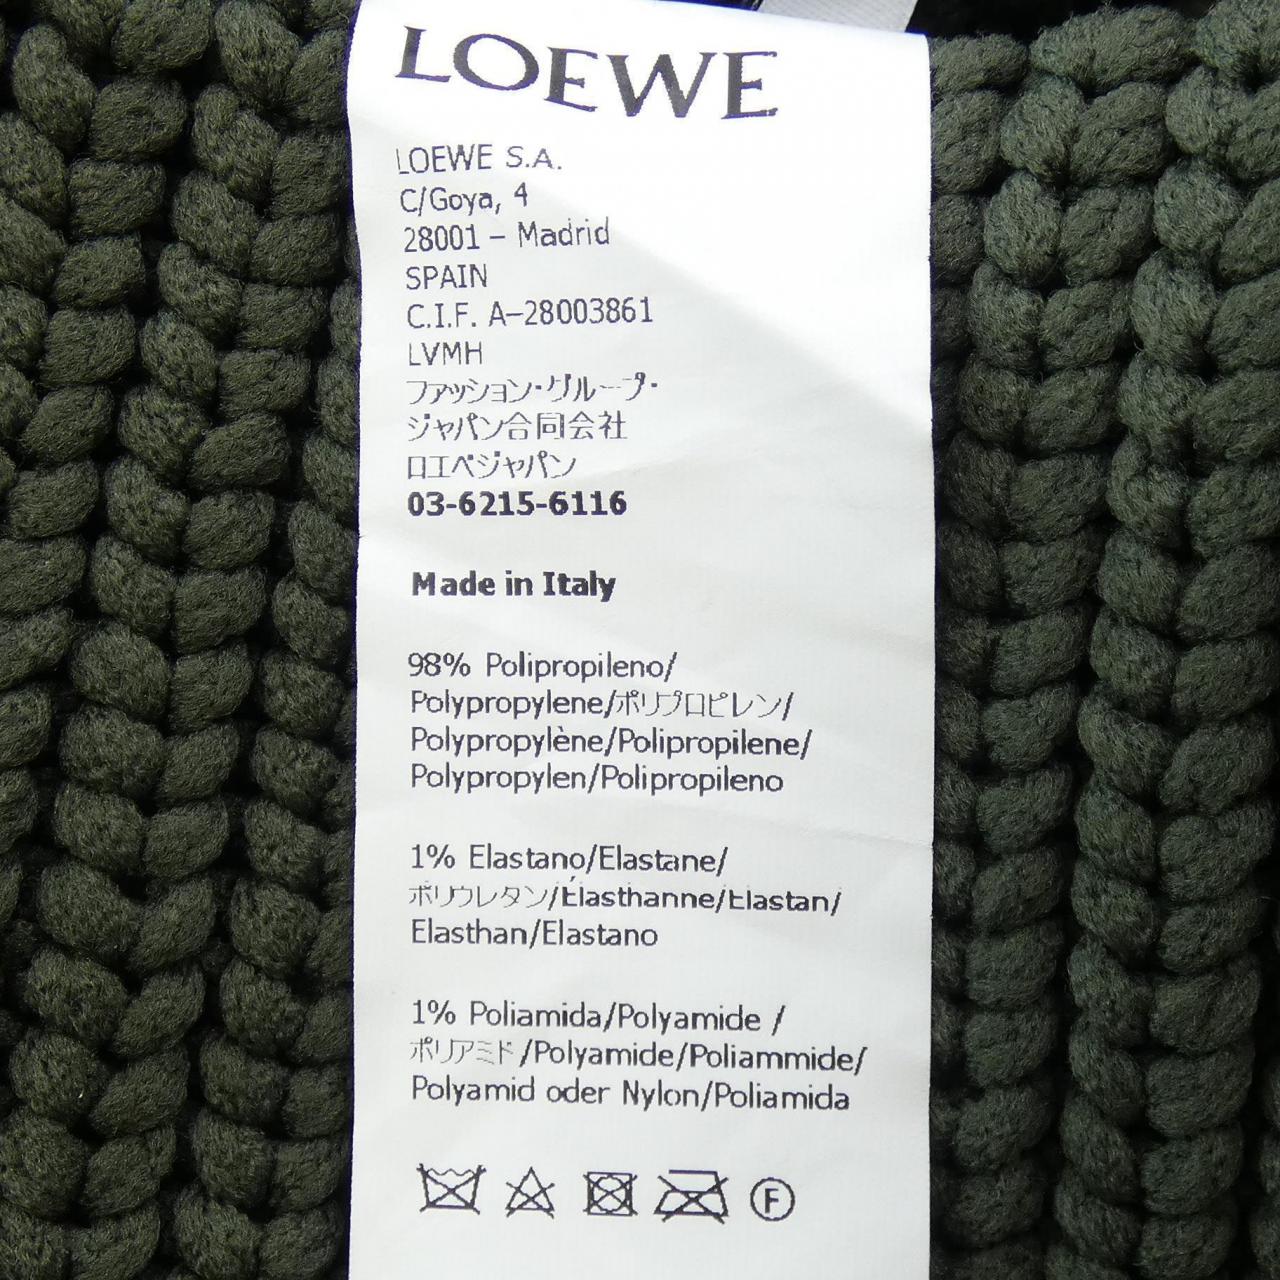 LOEWE
LOEWE S.A.
C/Goya, 4
28001 – Madrid
SPAIN
C.I.F. A–28003861
LVMH
ファッション・グループ・
ジャパン合同会社
ロエベジャパン
03-6215-6116
Made in Italy
98% Polipropileno/
Polypropylene/ポリプロピレン/
Polypropylène/Polipropilene/
Polypropylen/Polipropileno
1% Elastano/Elastane/
ポリウレタン/Élasthanne/Elastan/
Elasthan/Elastano
1% Poliamida/Polyamide /
ポリアミド/Polyamide/Poliammide/
Polyamid oder Nylon/Poliamida
F